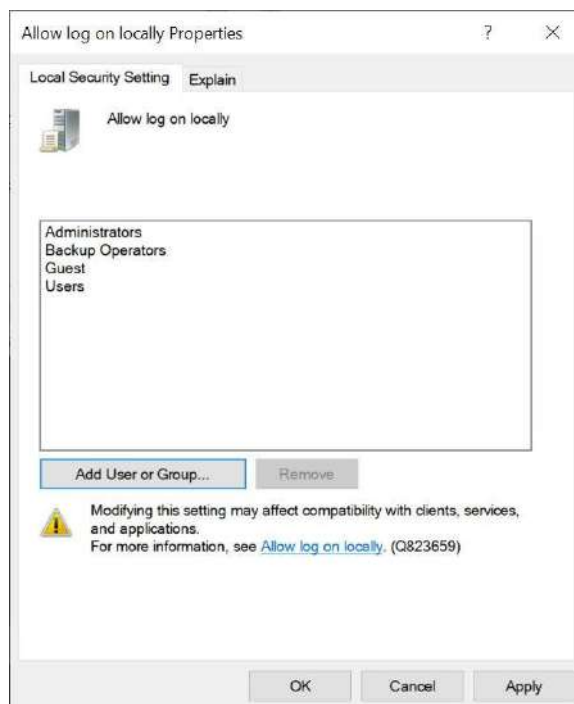 Allow log on locally Properties
?
Local Security Setting
Explain
Allow log on locally
Administrators
Backup Operators
Guest
Users
Add User or Group...
Remove
Modifying this setting may affect compatibility with clients, services,
and applications.
For more information, see Allow log on locally. (Q823659)
OK
Cancel
Apply